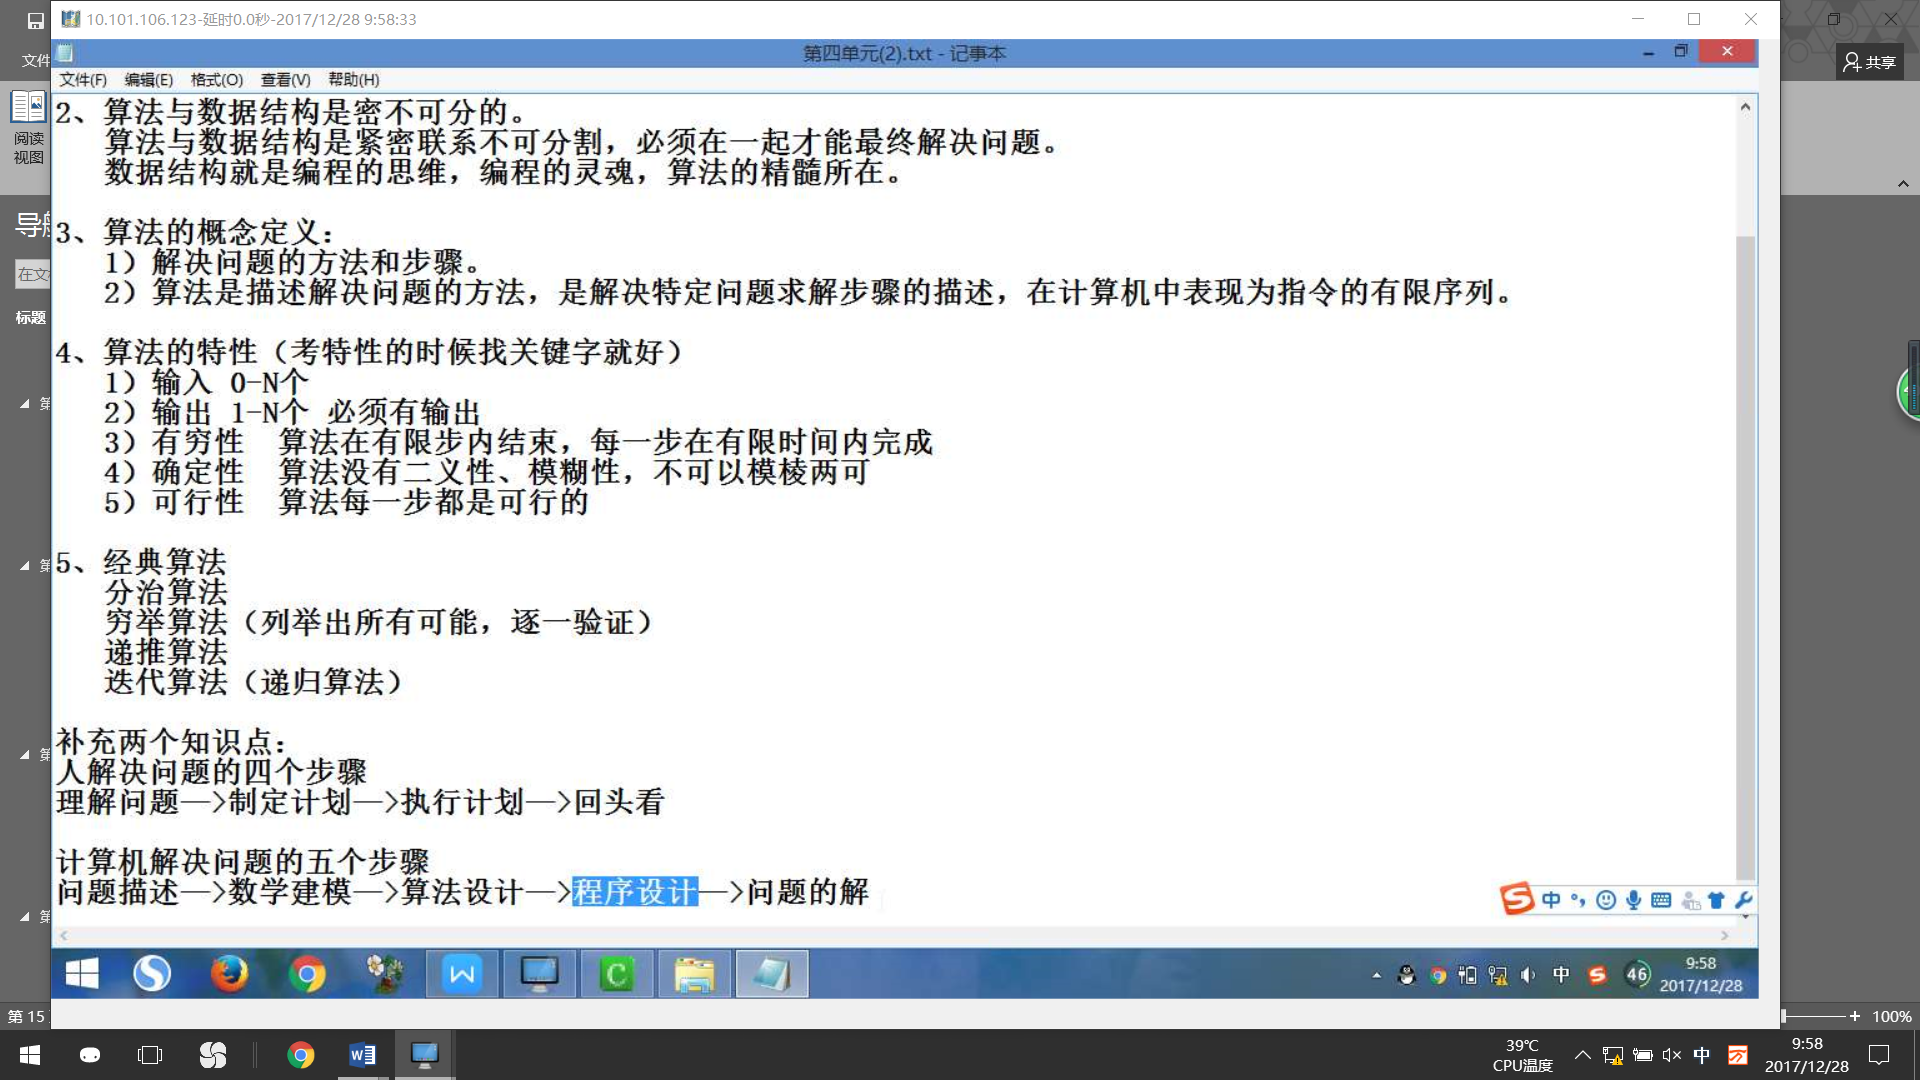 10.101.106.123-延时0.0秒-2017/12/28 9:58:33
第四单元(2).txt - 记事本
文件(F) 编辑(E) 格式(O) 查看(V) 帮助(H)
文件
共享
阅读
视图
2、算法与数据结构是密不可分的。
算法与数据结构是紧密联系不可分割，必须在一起才能最终解决问题。
数据结构就是编程的思维，编程的灵魂，算法的精髓所在。
3、算法的概念定义：
1）解决问题的方法和步骤。
2）算法是描述解决问题的方法，是解决特定问题求解步骤的描述，在计算机中表现为指令的有限序列。
4、算法的特性（考特性的时候找关键字就好）
1）输入 0-N个
2）输出 1-N个 必须有输出
3）有穷性 算法在有限步内结束，每一步在有限时间内完成
4）确定性 算法没有二义性、模糊性，不可以模棱两可
5）可行性 算法每一步都是可行的
5、经典算法
分治算法
穷举算法（列举出所有可能，逐一验证）
递推算法
迭代算法（递归算法）
补充两个知识点：
人解决问题的四个步骤
理解问题—>制定计划—>执行计划—>回头看
计算机解决问题的五个步骤
问题描述—>数学建模—>算法设计—>程序设计—>问题的解
导
在文
标题
第
第
第
第
中
中
46
9:58
2017/12/28
第 15
100%
39℃
CPU温度
中
9:58
2017/12/28